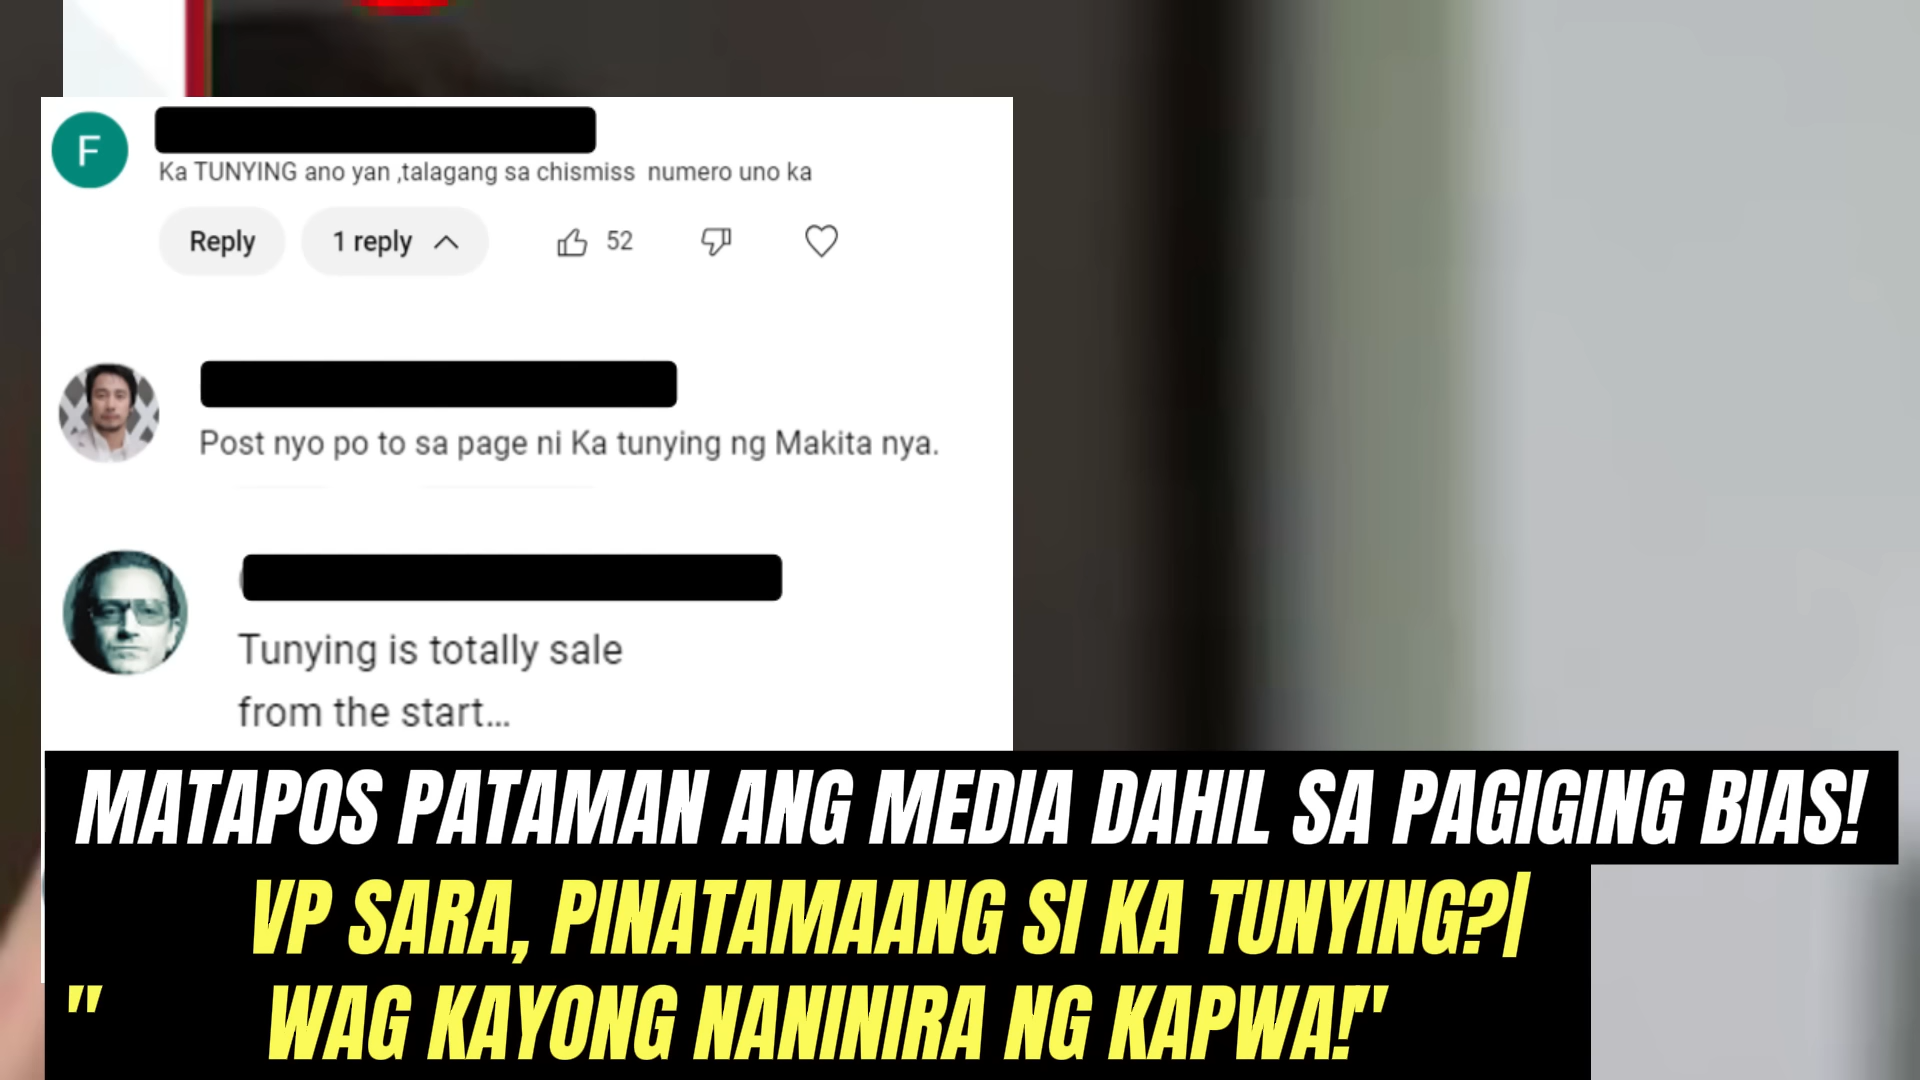 F
Ka TUNYING ano yan ,talagang sa chismiss numero uno ka
Reply
1 reply
52
Post nyo po to sa page ni Ka tunying ng Makita nya.
Tunying is totally sale
from the start...
MATAPOS PATAMAN ANG MEDIA DAHIL SA PAGIGING BIAS!
VP SARA, PINATAMAANG SI KA TUNYING?|
" WAG KAYONG NANINIRA NG KAPWA!"